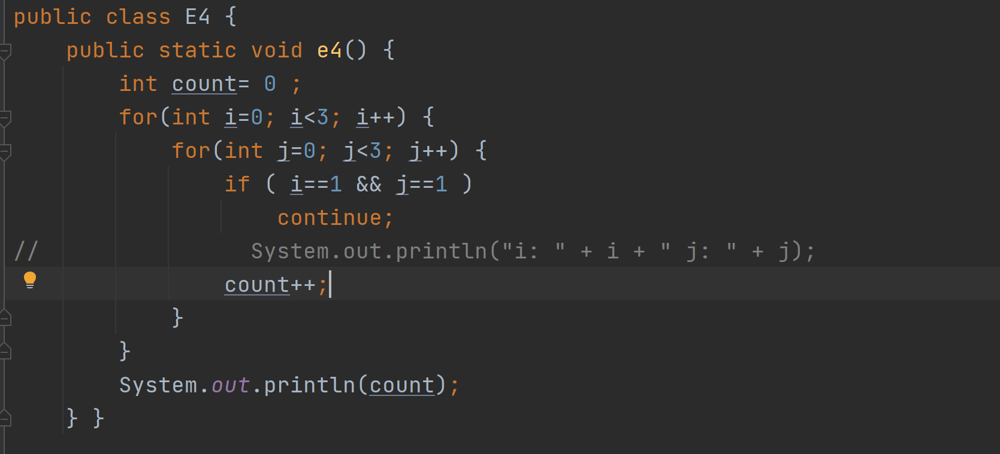 public class E4 {
    public static void e4() {
        int count= 0 ;
        for(int i=0; i<3; i++) {
            for(int j=0; j<3; j++) {
                if ( i==1 && j==1 )
                    continue;
//                System.out.println("i: " + i + " j: " + j);
                count++;
            }
        }
        System.out.println(count);
    } }